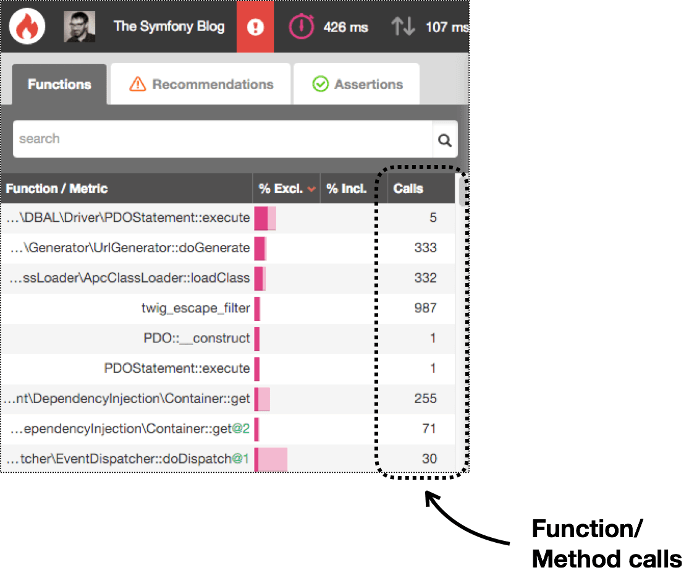 The Symfony Blog 426 ms 107 ms
Functions Recommendations Assertions
search
Function / Metric % Excl. % Incl. Calls
...\DBAL\Driver\PDOStatement::execute 5
...\Generator\UrlGenerator::doGenerate 333
...ssLoader\ApcClassLoader::loadClass 332
twig_escape_filter 987
PDO::__construct 1
PDOStatement::execute 1
...nt\DependencyInjection\Container::get 255
...ependencyInjection\Container::get@2 71
...tcher\EventDispatcher::doDispatch@1 30
Function/
Method calls